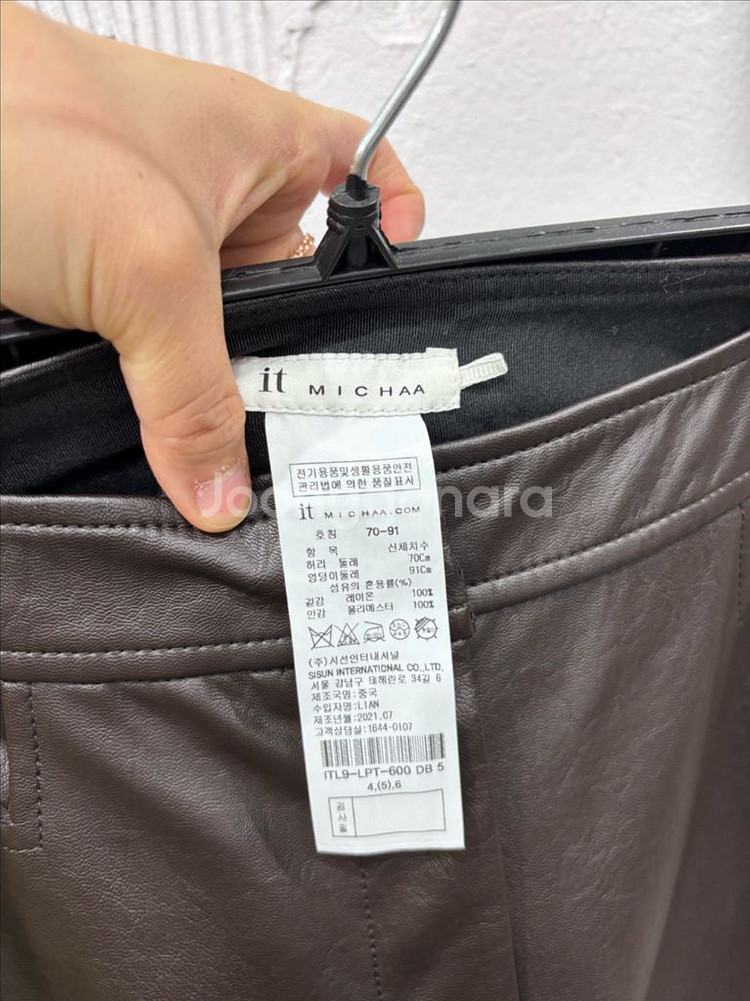 it MICHAA
전기용품및생활용품안전
관리법에 의한 품질표시
Joonggonara
it MICHAA.COM
호칭 70-91
항 목 신체치수
허리 둘레 70Cm
엉덩이둘레 91Cm
섬유의 혼용률(%)
겉감 레이온 100%
안감 폴리에스터 100%
(주)시선인터내셔널
SISUN INTERNATIONAL CO.,LTD.
서울 강남구 테헤란로 34길 6
제조국명:중국
수입자명:LIAN
제조년월:2021.07
고객상담실:1644-0107
ITL9-LPT-600 DB 5
4,(5),6
검사필